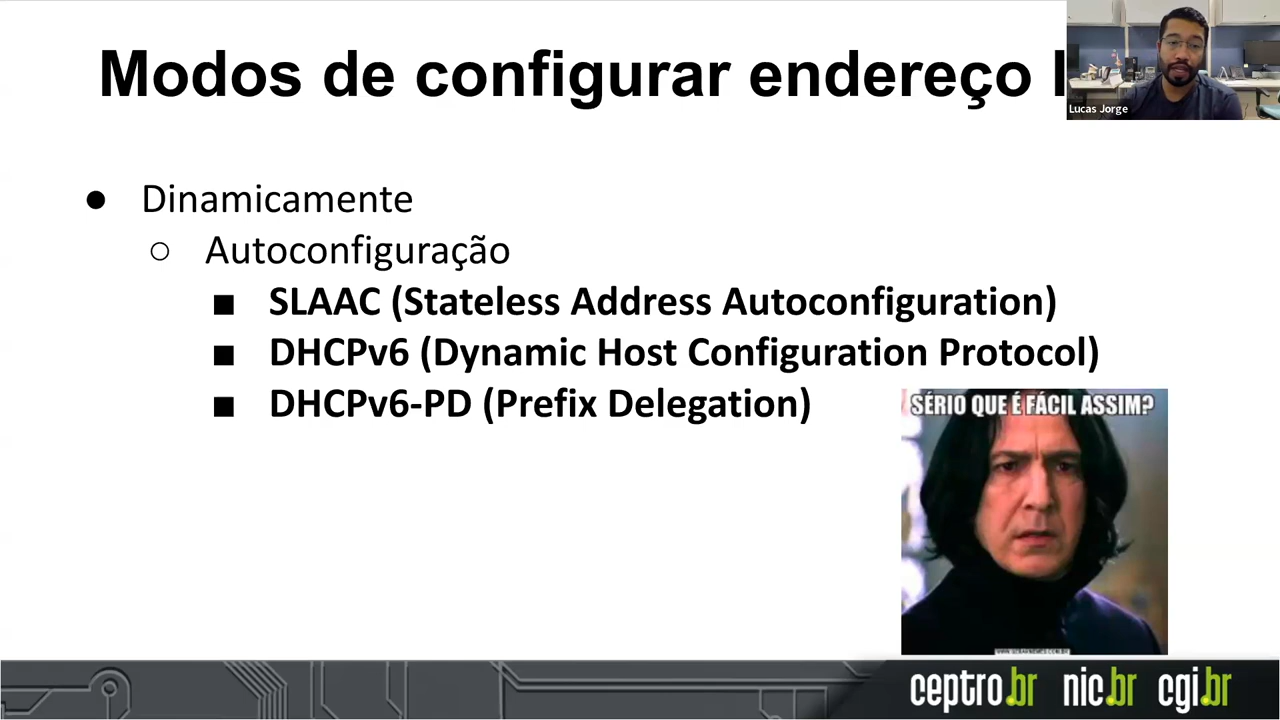 Modos de configurar endereço I
Lucas Jorge
● Dinamicamente
○ Autoconfiguração
■ SLAAC (Stateless Address Autoconfiguration)
■ DHCPv6 (Dynamic Host Configuration Protocol)
■ DHCPv6-PD (Prefix Delegation)
SÉRIO QUE É FÁCIL ASSIM?
ceptro.br nic.br cgi.br